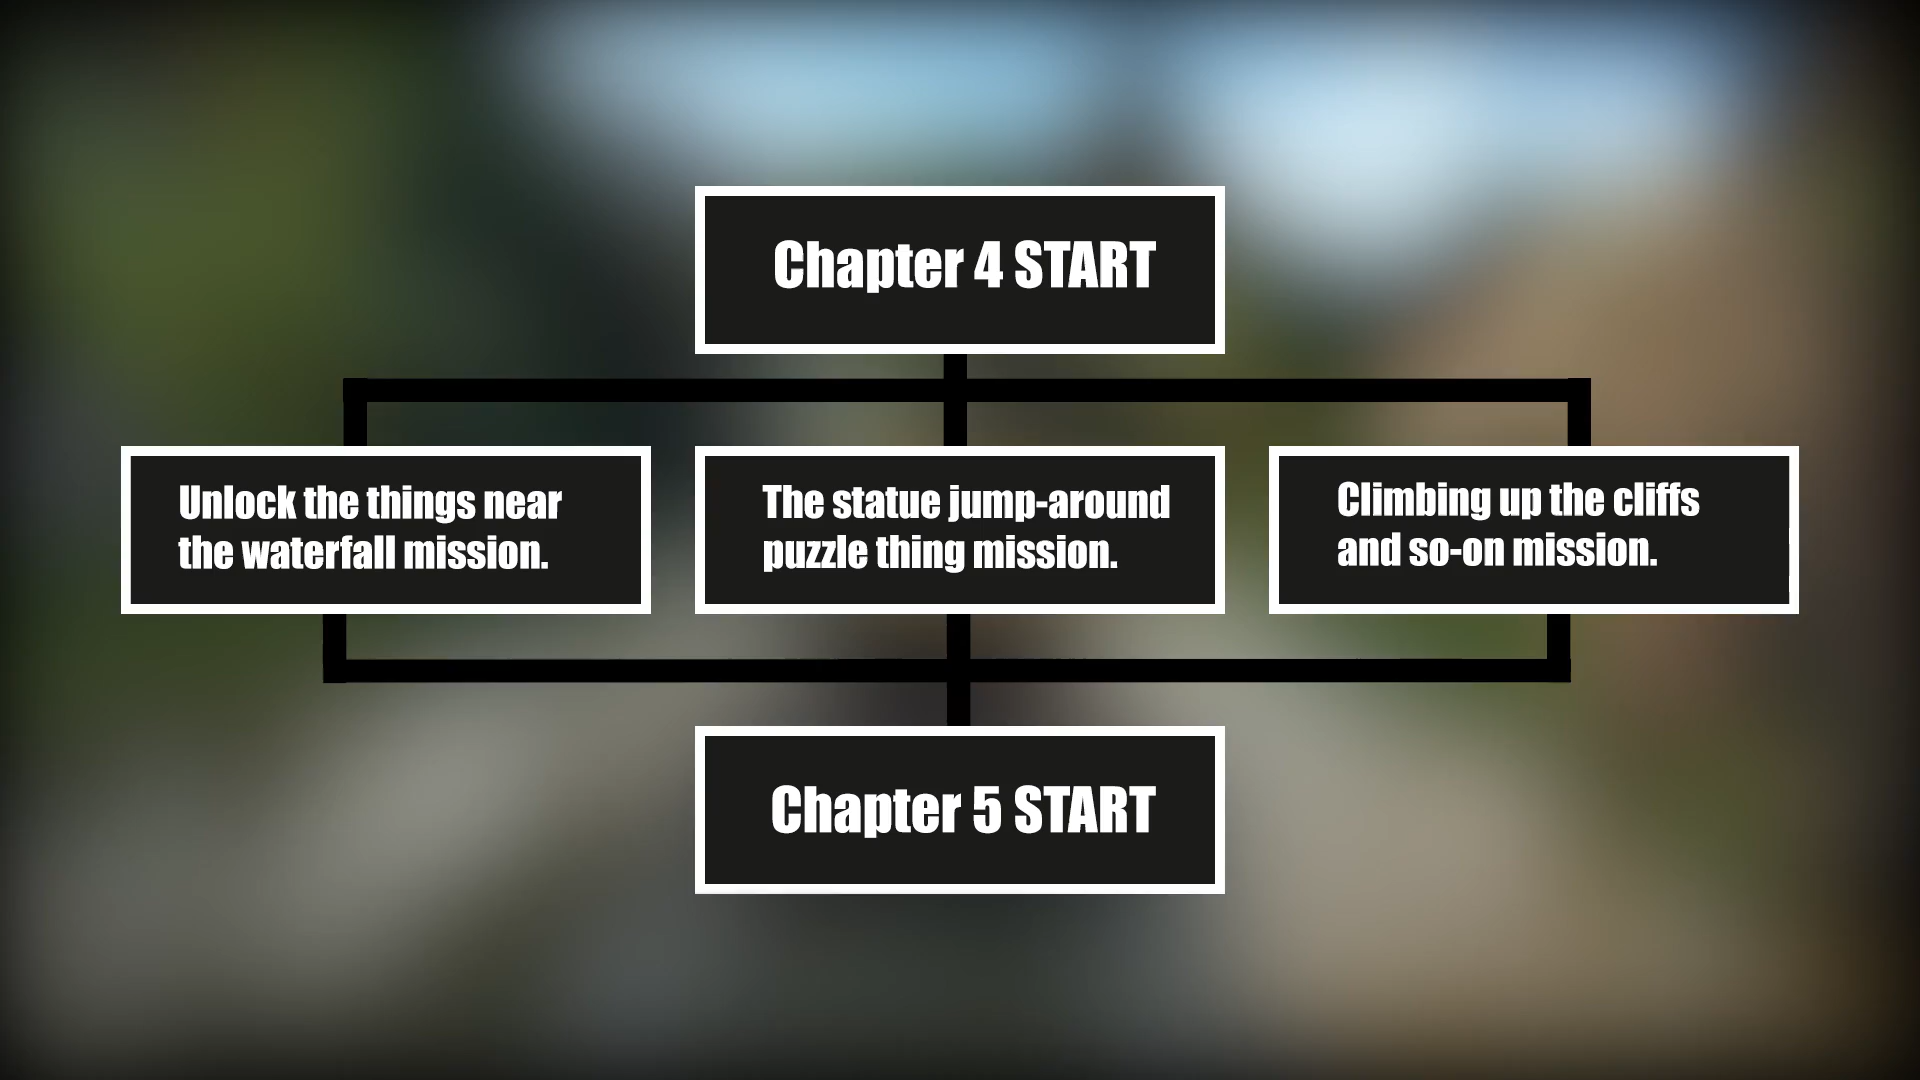 Chapter 4 START
Unlock the things near
the waterfall mission.
The statue jump-around
puzzle thing mission.
Climbing up the cliffs
and so-on mission.
Chapter 5 START